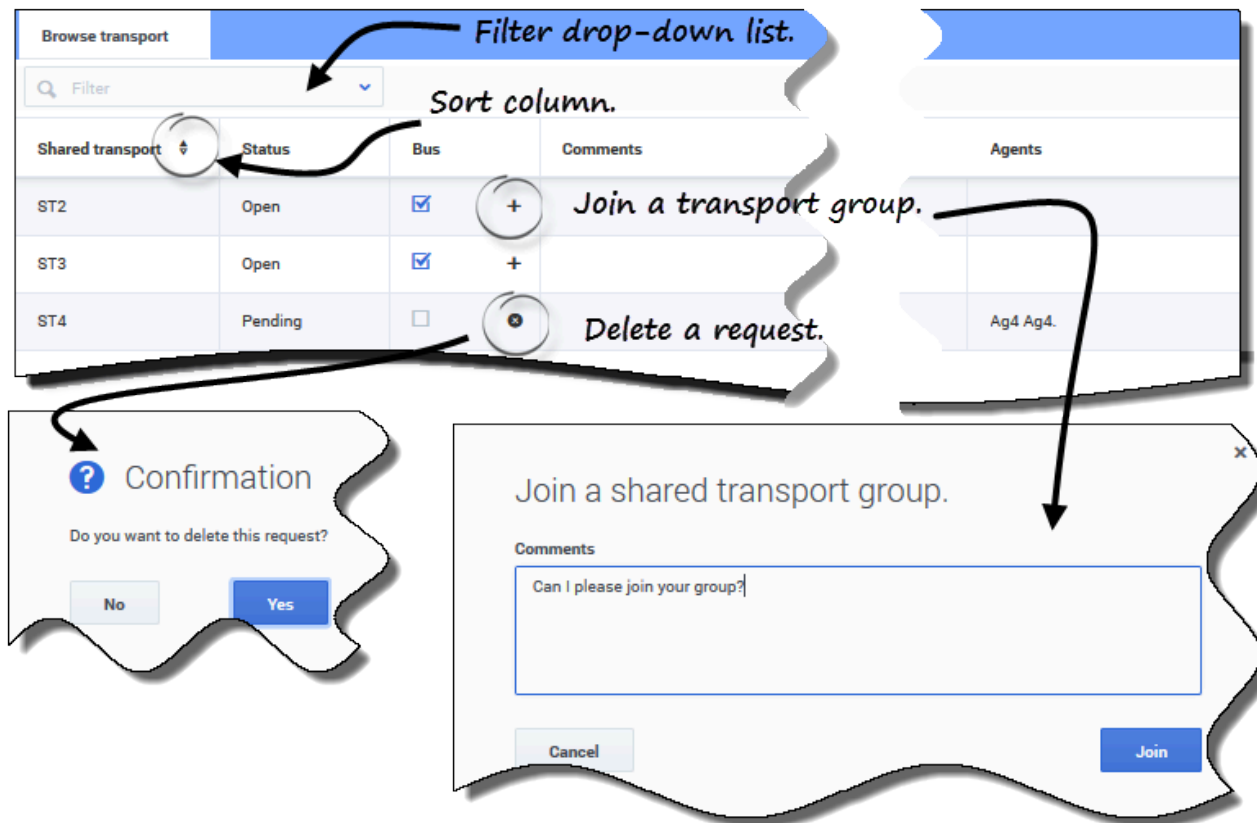 Browse transport
Filter drop-down list.
Filter
Sort column.
Shared transport Status Bus Comments Agents
ST2 Open + Join a transport group.
ST3 Open +
ST4 Pending Delete a request. Ag4 Ag4.
? Confirmation
Do you want to delete this request?
No Yes
Join a shared transport group.
Comments
Can I please join your group?
Cancel Join